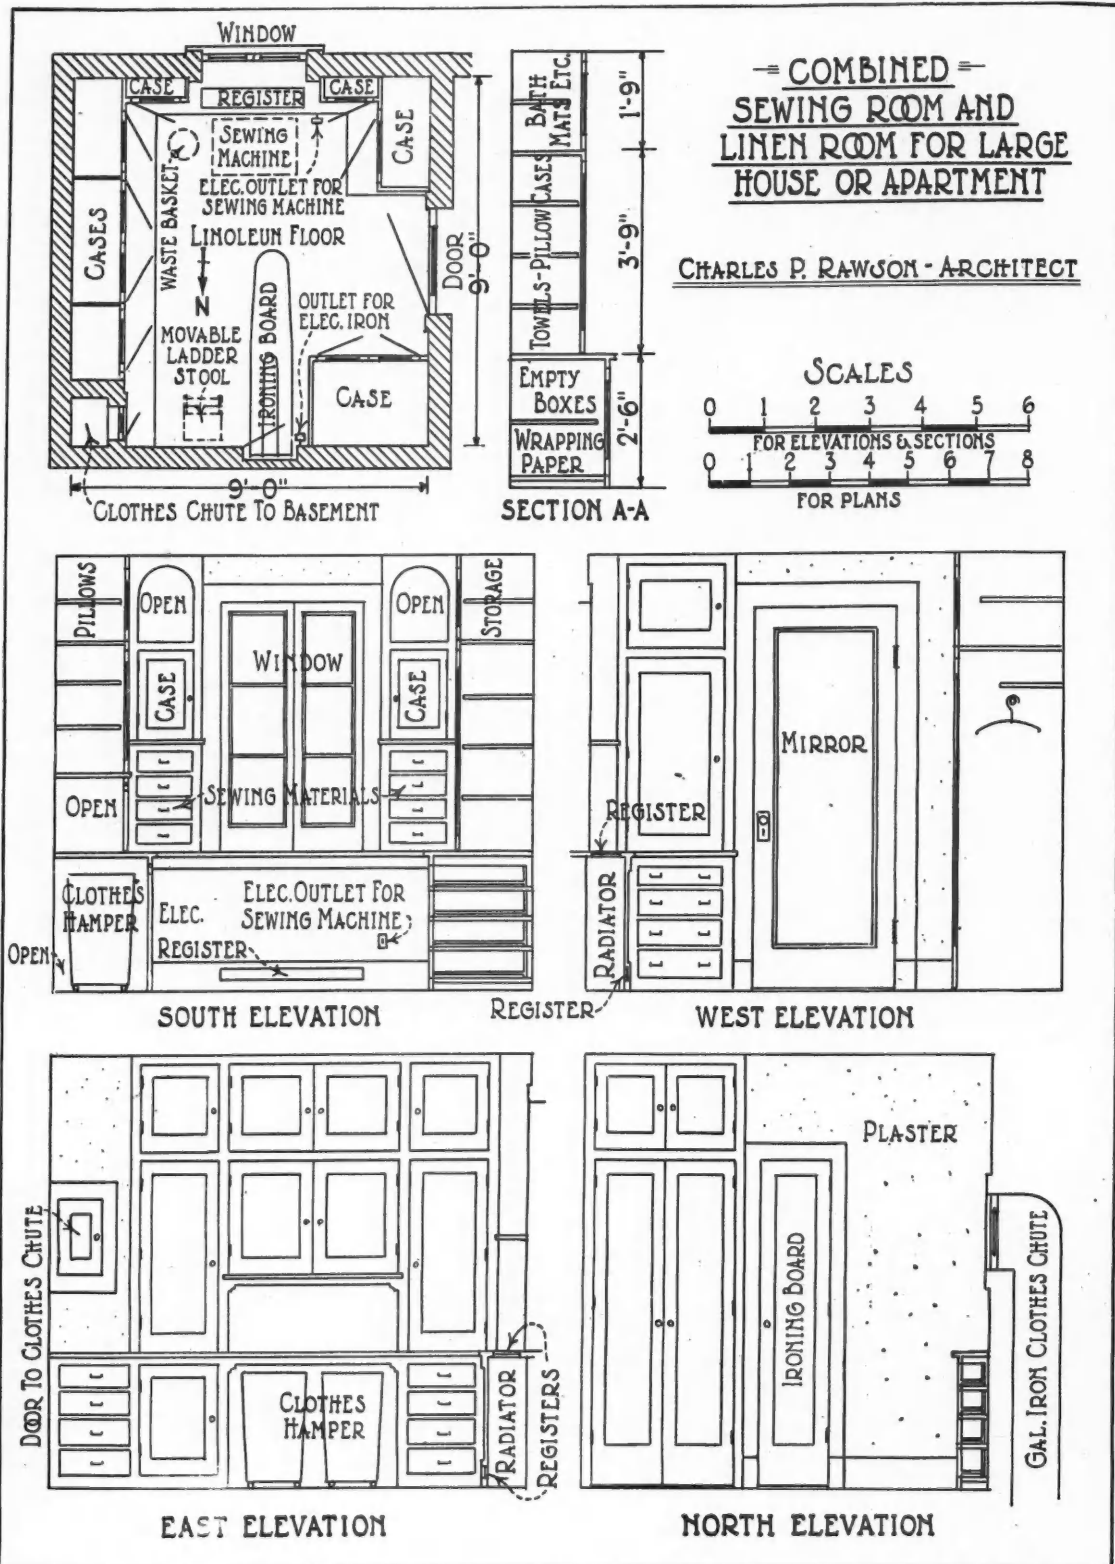 COMBINED
SEWING ROOM AND
LINEN ROOM FOR LARGE
HOUSE OR APARTMENT
CHARLES P. RAWSON - ARCHITECT
SCALES
0 1 2 3 4 5 6
FOR ELEVATIONS & SECTIONS
0 1 2 3 4 5 6 7 8
FOR PLANS
WINDOW
CASE
REGISTER
CASE
CASE
SEWING
MACHINE
ELEC. OUTLET FOR
SEWING MACHINE
WASTE BASKET
CASES
LINOLEUN FLOOR
N
DOOR
9'-0"
MOVABLE
LADDER
STOOL
IRONING BOARD
OUTLET FOR
ELEC. IRON
CASE
9'-0"
CLOTHES CHUTE TO BASEMENT
BATH
MATS ETC.
1'-9"
TOWELS-PILLOW CASES
3'-9"
EMPTY
BOXES
WRAPPING
PAPER
2'-6"
SECTION A-A
PILLOWS
OPEN
OPEN
STORAGE
WINDOW
CASE
CASE
OPEN
SEWING MATERIALS
CLOTHES
HAMPER
OPEN
ELEC.
REGISTER
ELEC. OUTLET FOR
SEWING MACHINE
SOUTH ELEVATION
MIRROR
REGISTER
RADIATOR
REGISTER
WEST ELEVATION
DOOR TO CLOTHES CHUTE
CLOTHES
HAMPER
RADIATOR
REGISTERS
EAST ELEVATION
PLASTER
IRONING BOARD
GAL. IRON CLOTHES CHUTE
NORTH ELEVATION